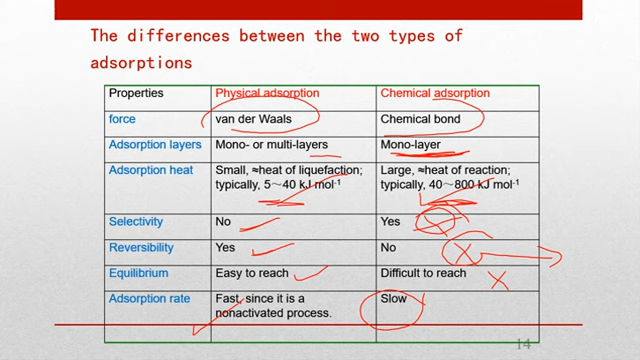 The differences between the two types of
adsorptions
Properties Physical adsorption Chemical adsorption
force van der Waals Chemical bond
Adsorption layers Mono- or multi-layers Mono-layer
Adsorption heat Small, ≈heat of liquefaction; Large, ≈heat of reaction;
typically, 5～40 kJ mol⁻¹ typically, 40～800 kJ mol⁻¹
Selectivity No Yes
Reversibility Yes No
Equilibrium Easy to reach Difficult to reach
Adsorption rate Fast, since it is a Slow
nonactivated process.
14